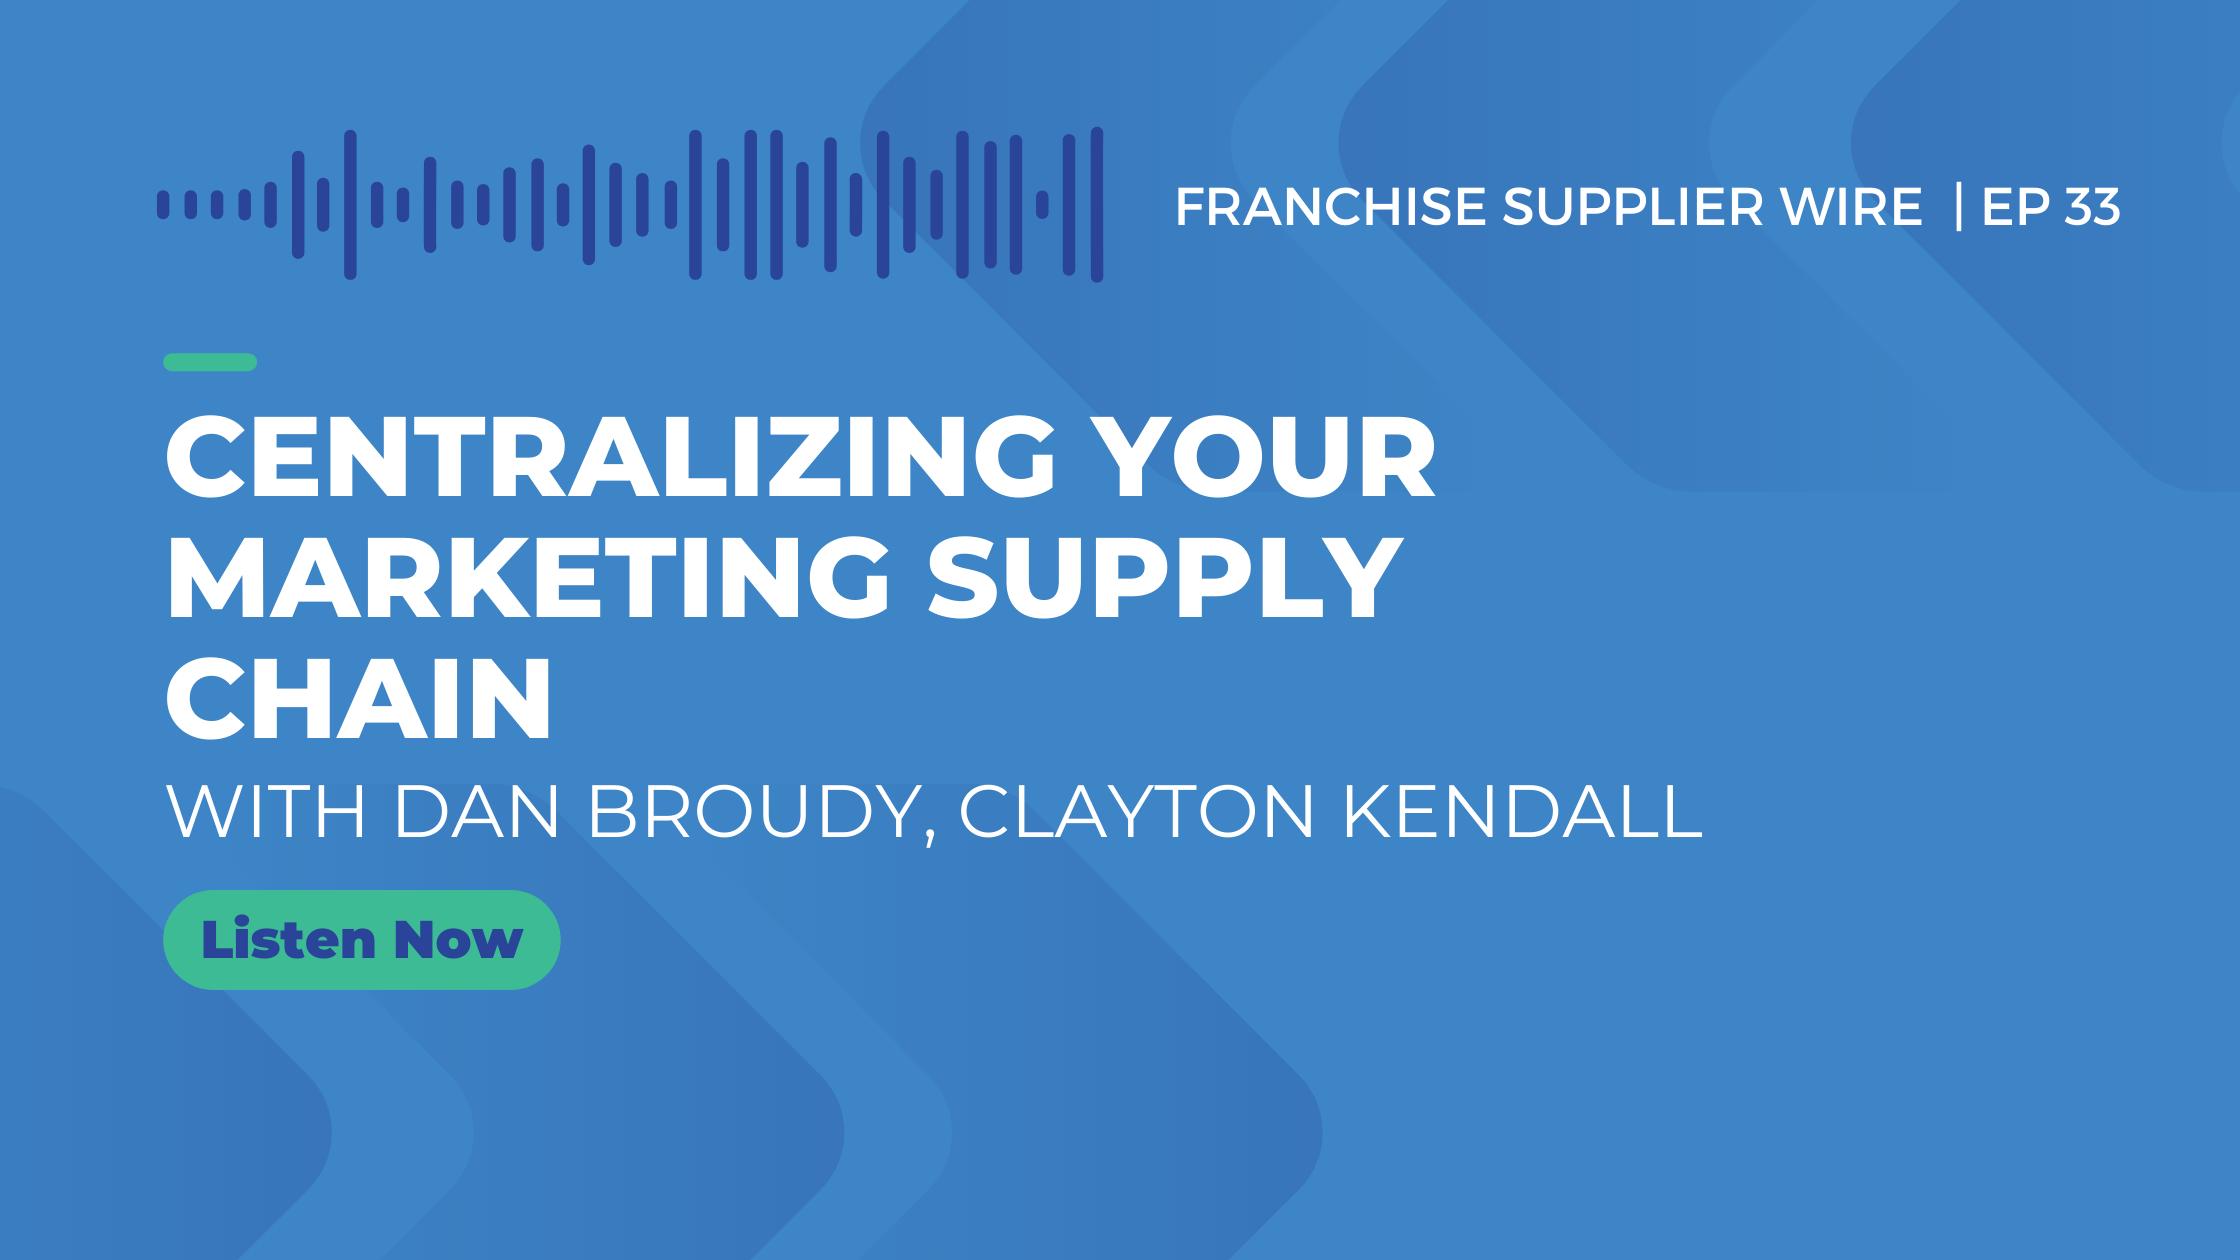 FRANCHISE SUPPLIER WIRE | EP 33
CENTRALIZING YOUR
MARKETING SUPPLY
CHAIN
WITH DAN BROUDY, CLAYTON KENDALL
Listen Now